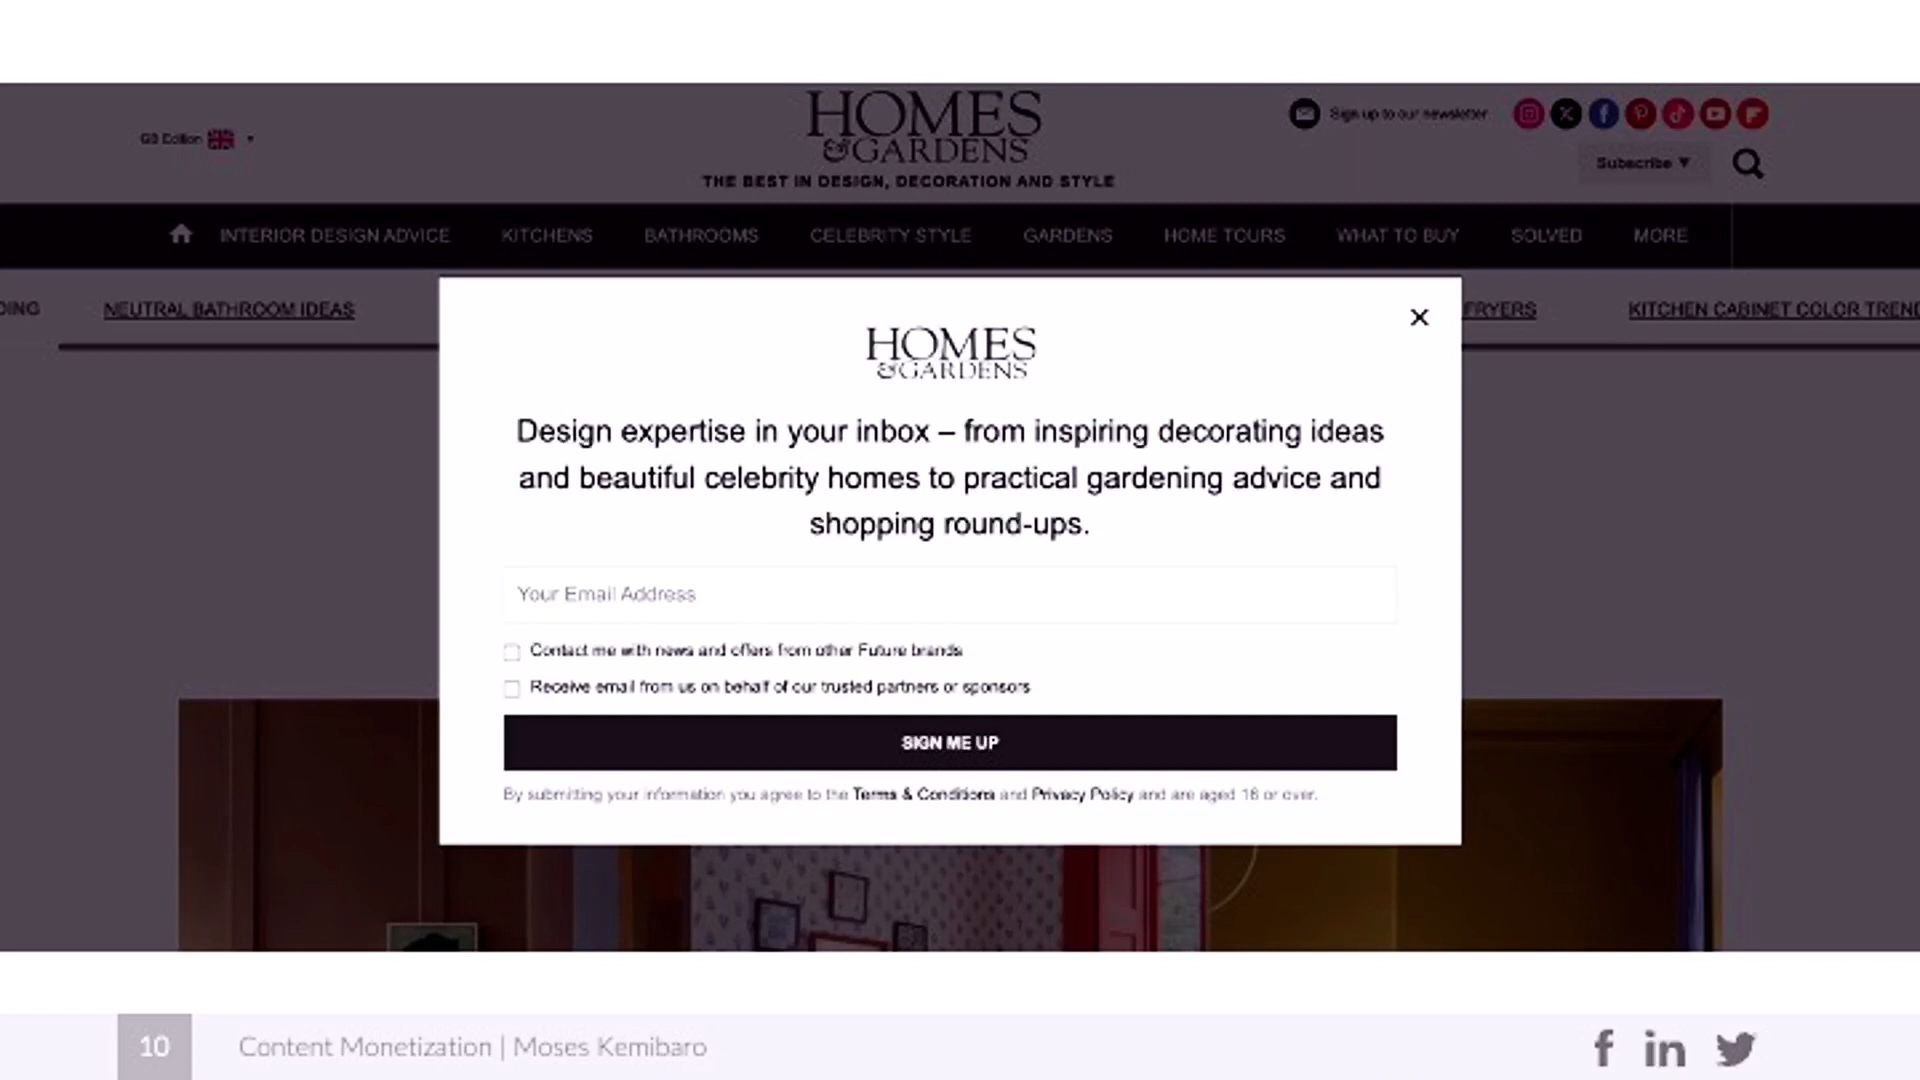 HOMES
&GARDENS
THE BEST IN DESIGN, DECORATION AND STYLE
GB Edition
Sign up to our newsletter
Subscribe ▼
INTERIOR DESIGN ADVICE KITCHENS BATHROOMS CELEBRITY STYLE GARDENS HOME TOURS WHAT TO BUY SOLVED MORE
DING NEUTRAL BATHROOM IDEAS FRYERS KITCHEN CABINET COLOR TREND
HOMES
&GARDENS
Design expertise in your inbox – from inspiring decorating ideas
and beautiful celebrity homes to practical gardening advice and
shopping round-ups.
Your Email Address
Contact me with news and offers from other Future brands
Receive email from us on behalf of our trusted partners or sponsors
SIGN ME UP
By submitting your information you agree to the Terms & Conditions and Privacy Policy and are aged 16 or over.
10 Content Monetization | Moses Kemibaro